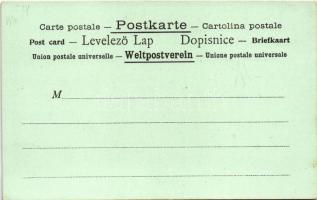 Carte postale — Postkarte — Cartolina postale
Post card — Levelező Lap Dopisnice — Briefkaart
Union postale universelle — Weltpostverein — Unione postale universale
M